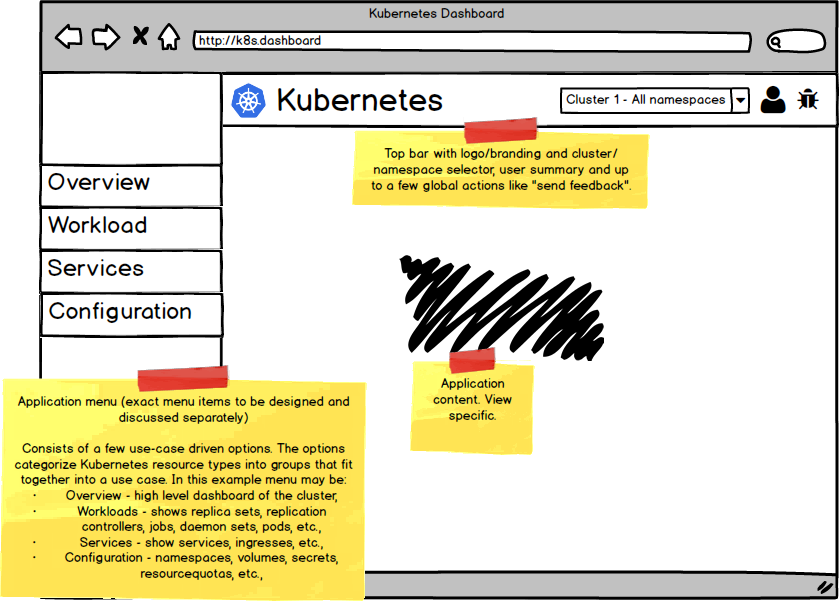 Kubernetes Dashboard
http://k8s.dashboard
Kubernetes
Cluster 1 - All namespaces
Top bar with logo/branding and cluster/
namespace selector, user summary and up
to a few global actions like "send feedback".
Overview
Workload
Services
Configuration
Application
content. View
specific.
Application menu (exact menu items to be designed and
discussed separately)
Consists of a few use-case driven options. The options
categorize Kubernetes resource types into groups that fit
together into a use case. In this example menu may be:
· Overview - high level dashboard of the cluster,
· Workloads - shows replica sets, replication
controllers, jobs, daemon sets, pods, etc.,
· Services - show services, ingresses, etc.,
· Configuration - namespaces, volumes, secrets,
resourcequotas, etc.,